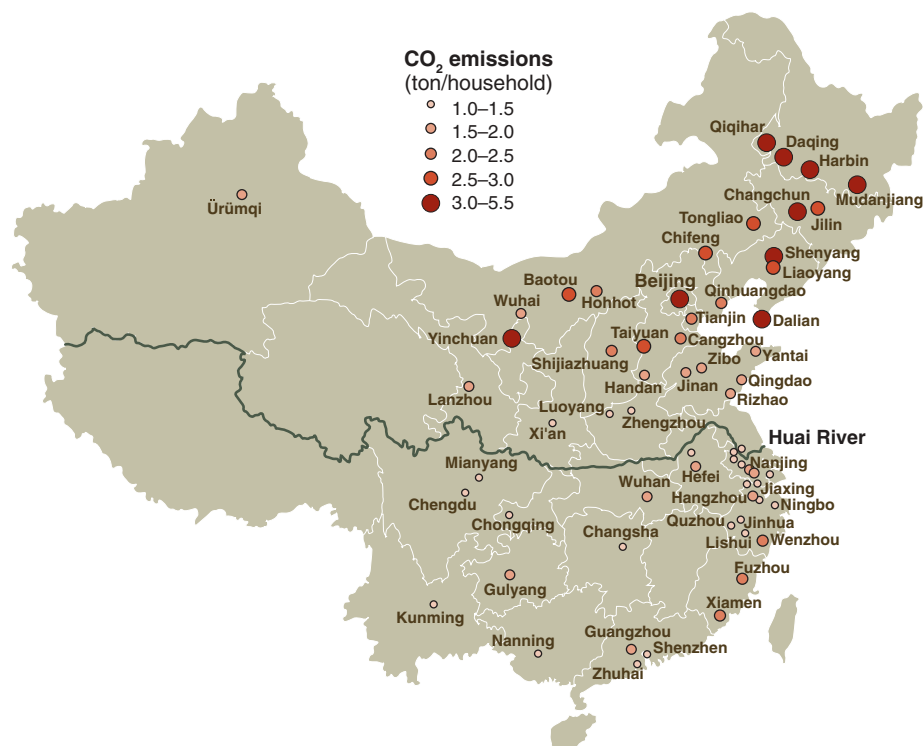 CO₂ emissions
(ton/household)
1.0–1.5
1.5–2.0
2.0–2.5
2.5–3.0
3.0–5.5
Qiqihar
Daqing
Harbin
Mudanjiang
Changchun
Jilin
Ürümqi
Tongliao
Chifeng
Shenyang
Liaoyang
Baotou
Beijing
Hohhot
Qinhuangdao
Wuhai
Tianjin
Dalian
Yinchuan
Taiyuan
Cangzhou
Shijiazhuang
Zibo
Yantai
Handan
Jinan
Qingdao
Lanzhou
Rizhao
Luoyang
Zhengzhou
Xi'an
Huai River
Mianyang
Hefei
Nanjing
Chengdu
Wuhan
Hangzhou
Jiaxing
Ningbo
Chongqing
Changsha
Quzhou
Jinhua
Lishui
Wenzhou
Gulyang
Fuzhou
Kunming
Xiamen
Nanning
Guangzhou
Shenzhen
Zhuhai